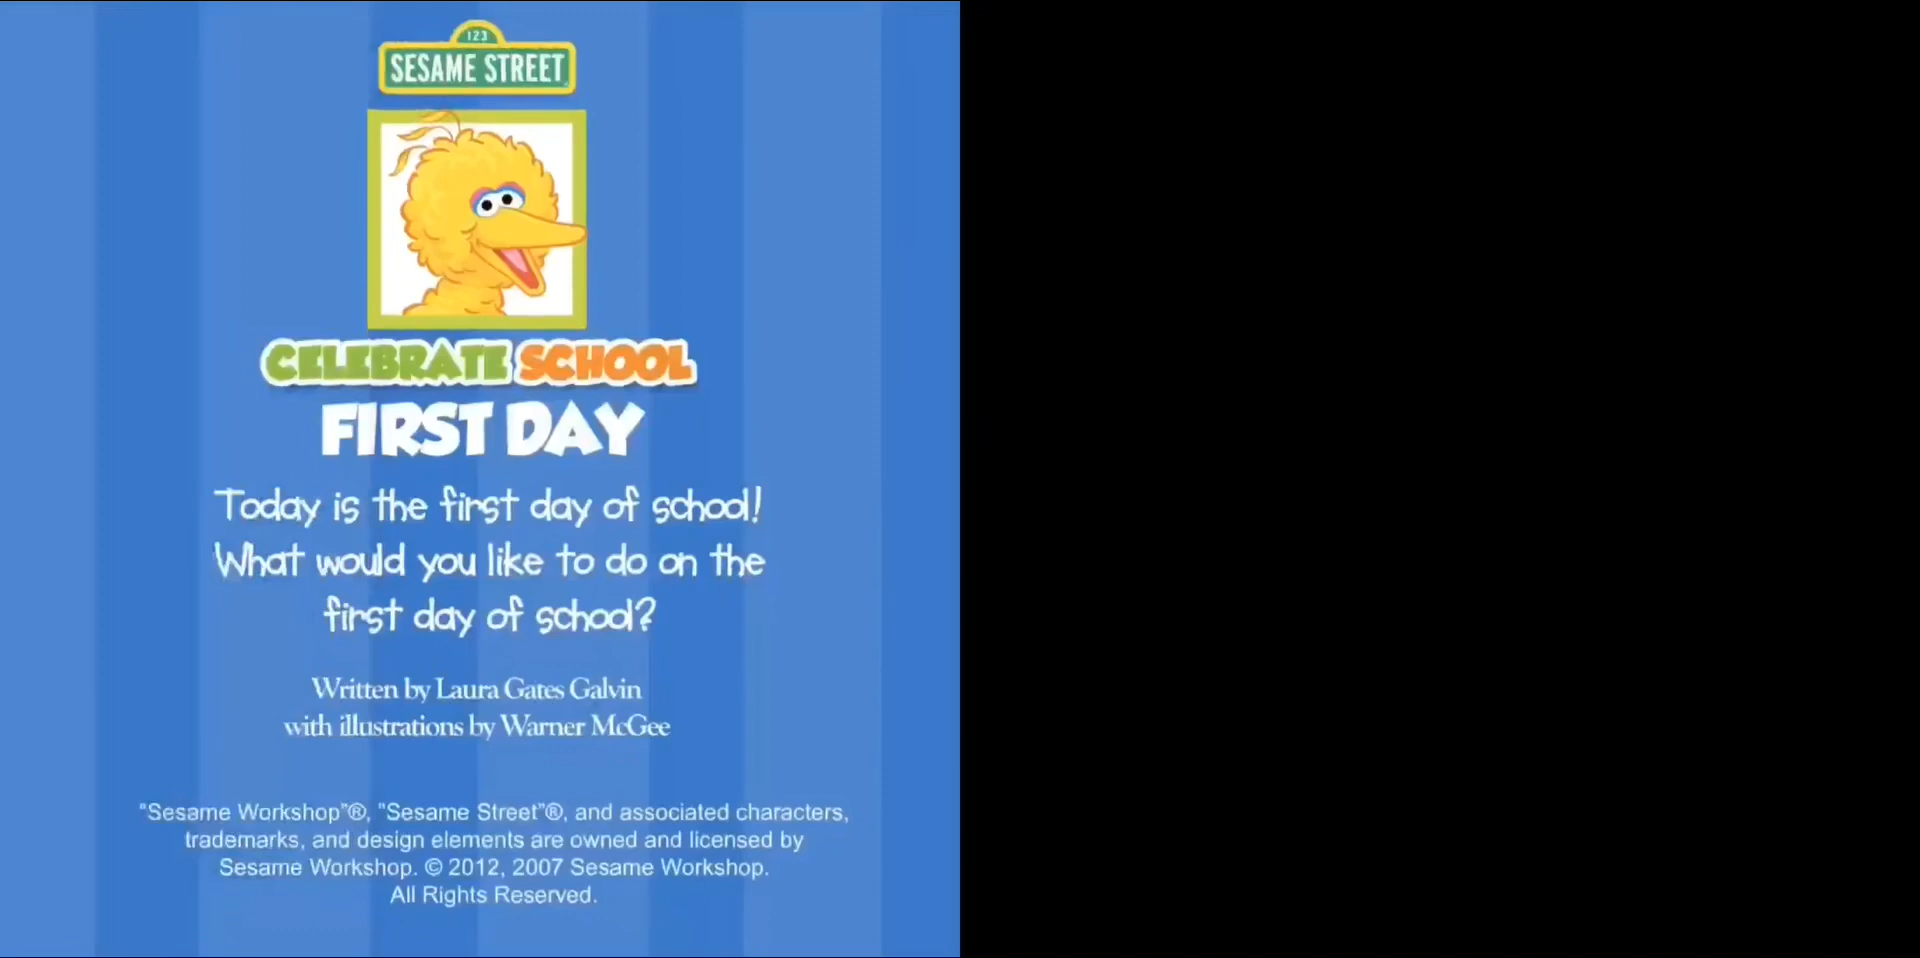 123
SESAME STREET
CELEBRATE SCHOOL
FIRST DAY
Today is the first day of school!
What would you like to do on the
first day of school?
Written by Laura Gates Galvin
with illustrations by Warner McGee
"Sesame Workshop"®, "Sesame Street"®, and associated characters,
trademarks, and design elements are owned and licensed by
Sesame Workshop. © 2012, 2007 Sesame Workshop.
All Rights Reserved.